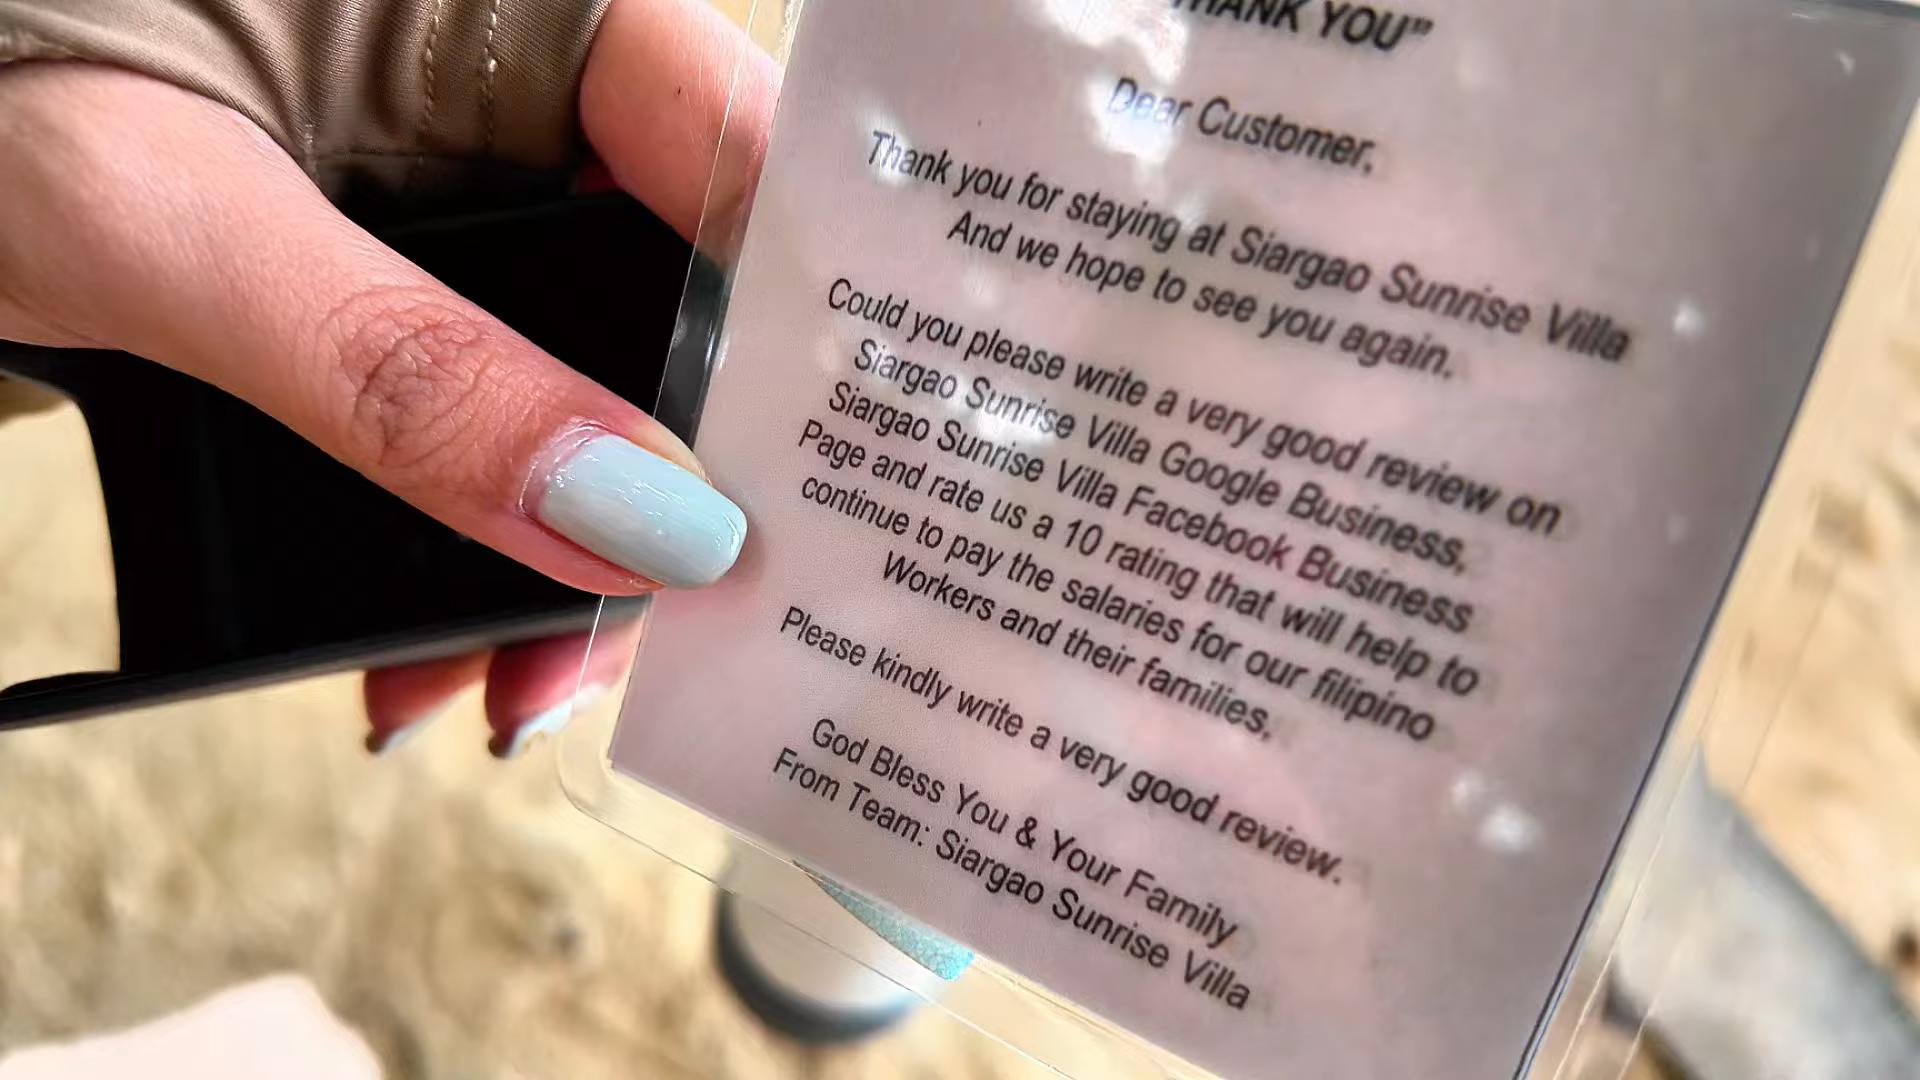 THANK YOU"
Dear Customer,
Thank you for staying at Siargao Sunrise Villa
And we hope to see you again.
Could you please write a very good review on
Siargao Sunrise Villa Google Business,
Siargao Sunrise Villa Facebook Business
Page and rate us a 10 rating that will help to
continue to pay the salaries for our filipino
Workers and their families,
Please kindly write a very good review.
God Bless You & Your Family
From Team: Siargao Sunrise Villa